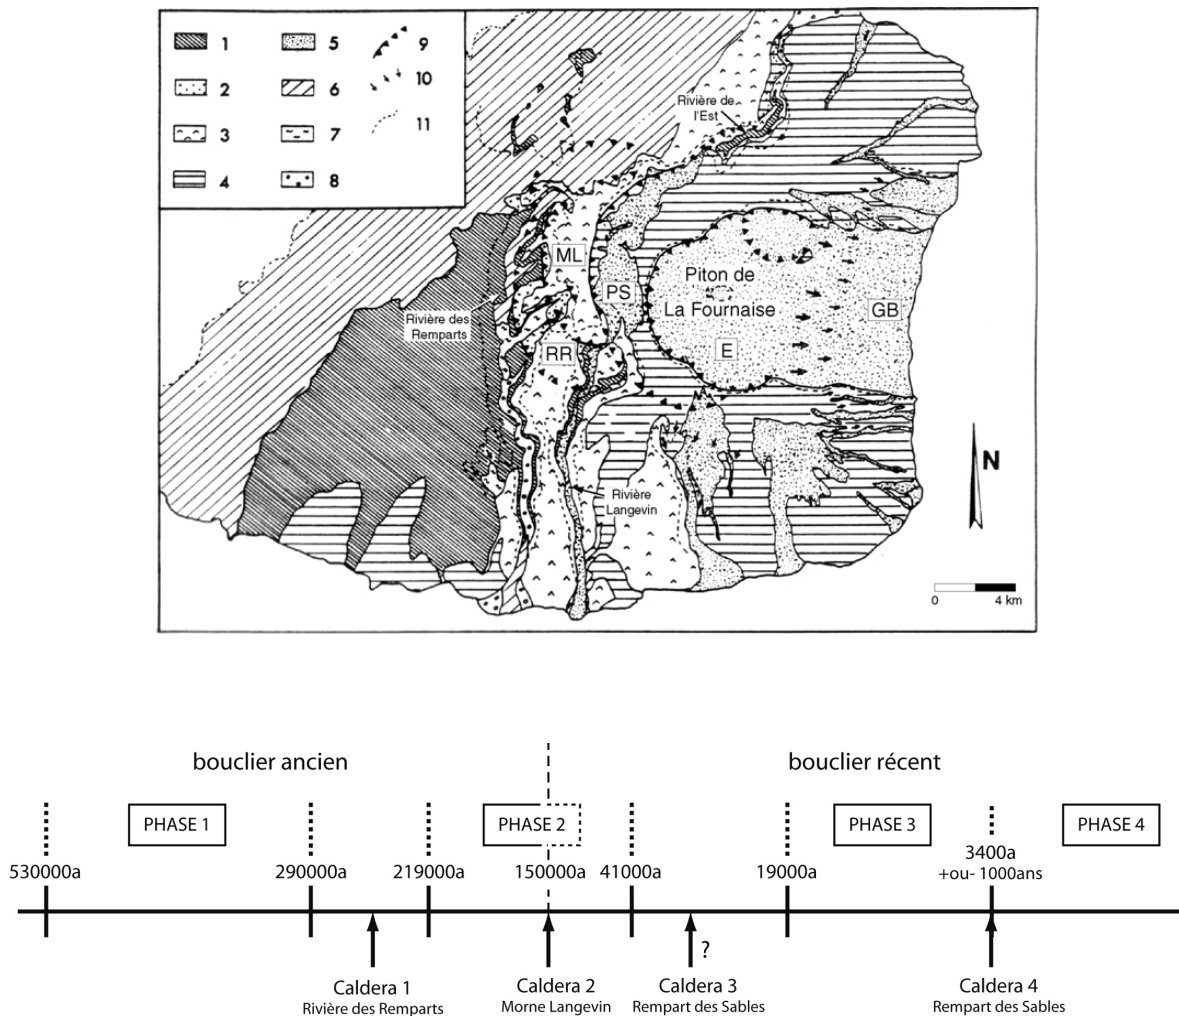 1
5
9
2
6
10
3
7
11
4
8
Rivière de
l'Est
ML
PS
Piton de
La Fournaise
GB
Rivière des
Remparts
RR
E
N
Rivière
Langevin
0
4 km
bouclier ancien
bouclier récent
PHASE 1
PHASE 2
PHASE 3
PHASE 4
530000a
290000a
219000a
150000a
41000a
19000a
3400a
+ou- 1000ans
?
Caldera 1
Rivière des Remparts
Caldera 2
Morne Langevin
Caldera 3
Rempart des Sables
Caldera 4
Rempart des Sables